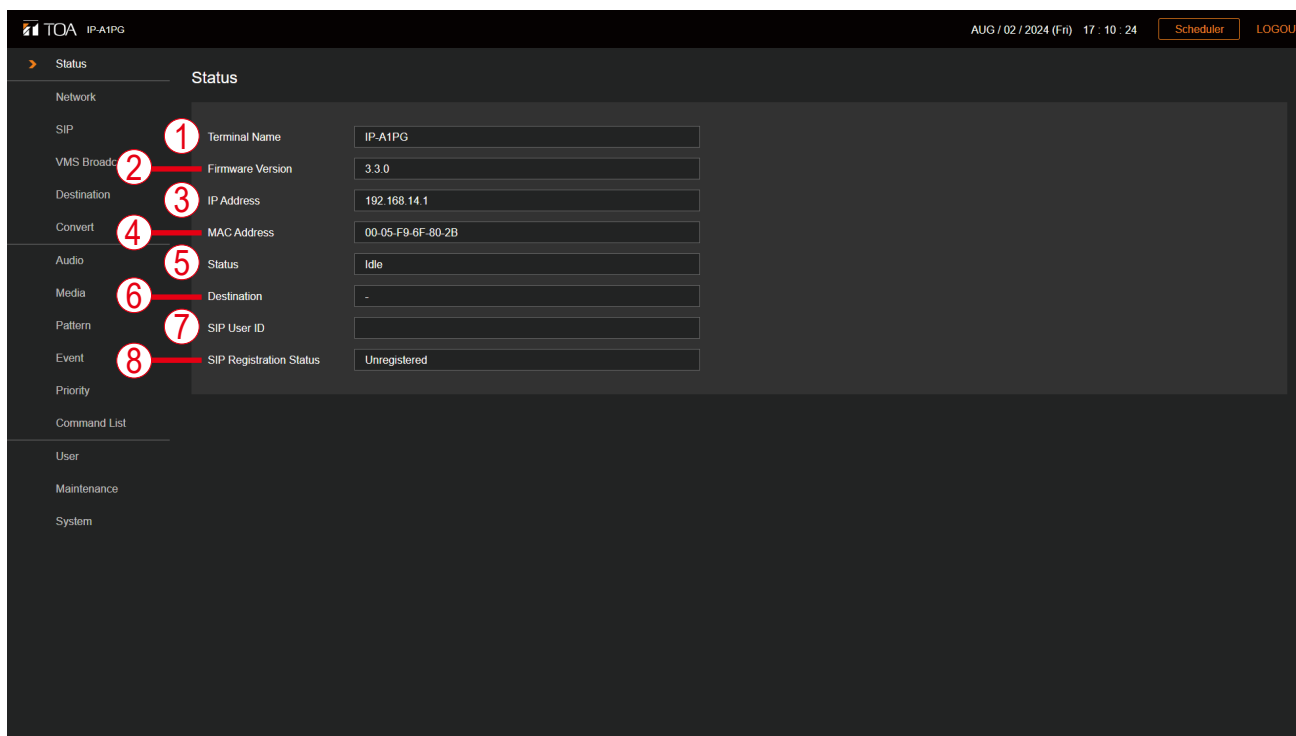 TOA IP-A1PG AUG / 02 / 2024 (Fri) 17 : 10 : 24 Scheduler LOGOU
Status
Status
Network
SIP
1 Terminal Name IP-A1PG
VMS Broadc
2 Firmware Version 3.3.0
Destination
3 IP Address 192.168.14.1
Convert
4 MAC Address 00-05-F9-6F-80-2B
Audio
5 Status Idle
Media
6 Destination -
Pattern
7 SIP User ID
Event
8 SIP Registration Status Unregistered
Priority
Command List
User
Maintenance
System